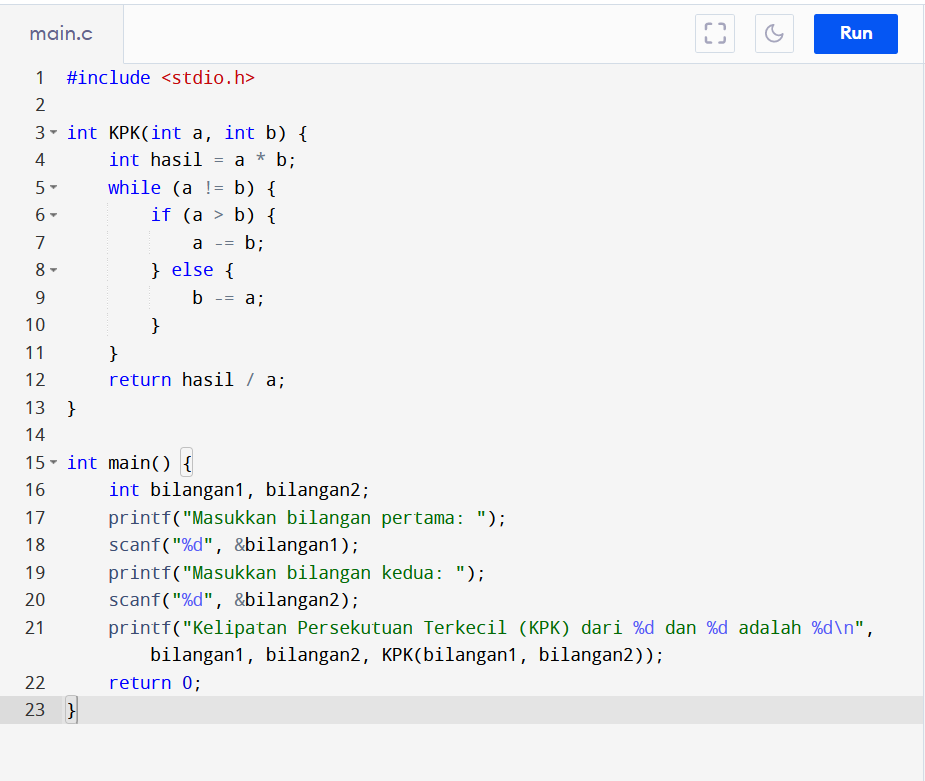 main.c
Run
1 #include <stdio.h>
2
3 int KPK(int a, int b) {
4     int hasil = a * b;
5     while (a != b) {
6         if (a > b) {
7             a -= b;
8         } else {
9             b -= a;
10         }
11     }
12     return hasil / a;
13 }
14
15 int main() {
16     int bilangan1, bilangan2;
17     printf("Masukkan bilangan pertama: ");
18     scanf("%d", &bilangan1);
19     printf("Masukkan bilangan kedua: ");
20     scanf("%d", &bilangan2);
21     printf("Kelipatan Persekutuan Terkecil (KPK) dari %d dan %d adalah %d\n",
        bilangan1, bilangan2, KPK(bilangan1, bilangan2));
22     return 0;
23 }